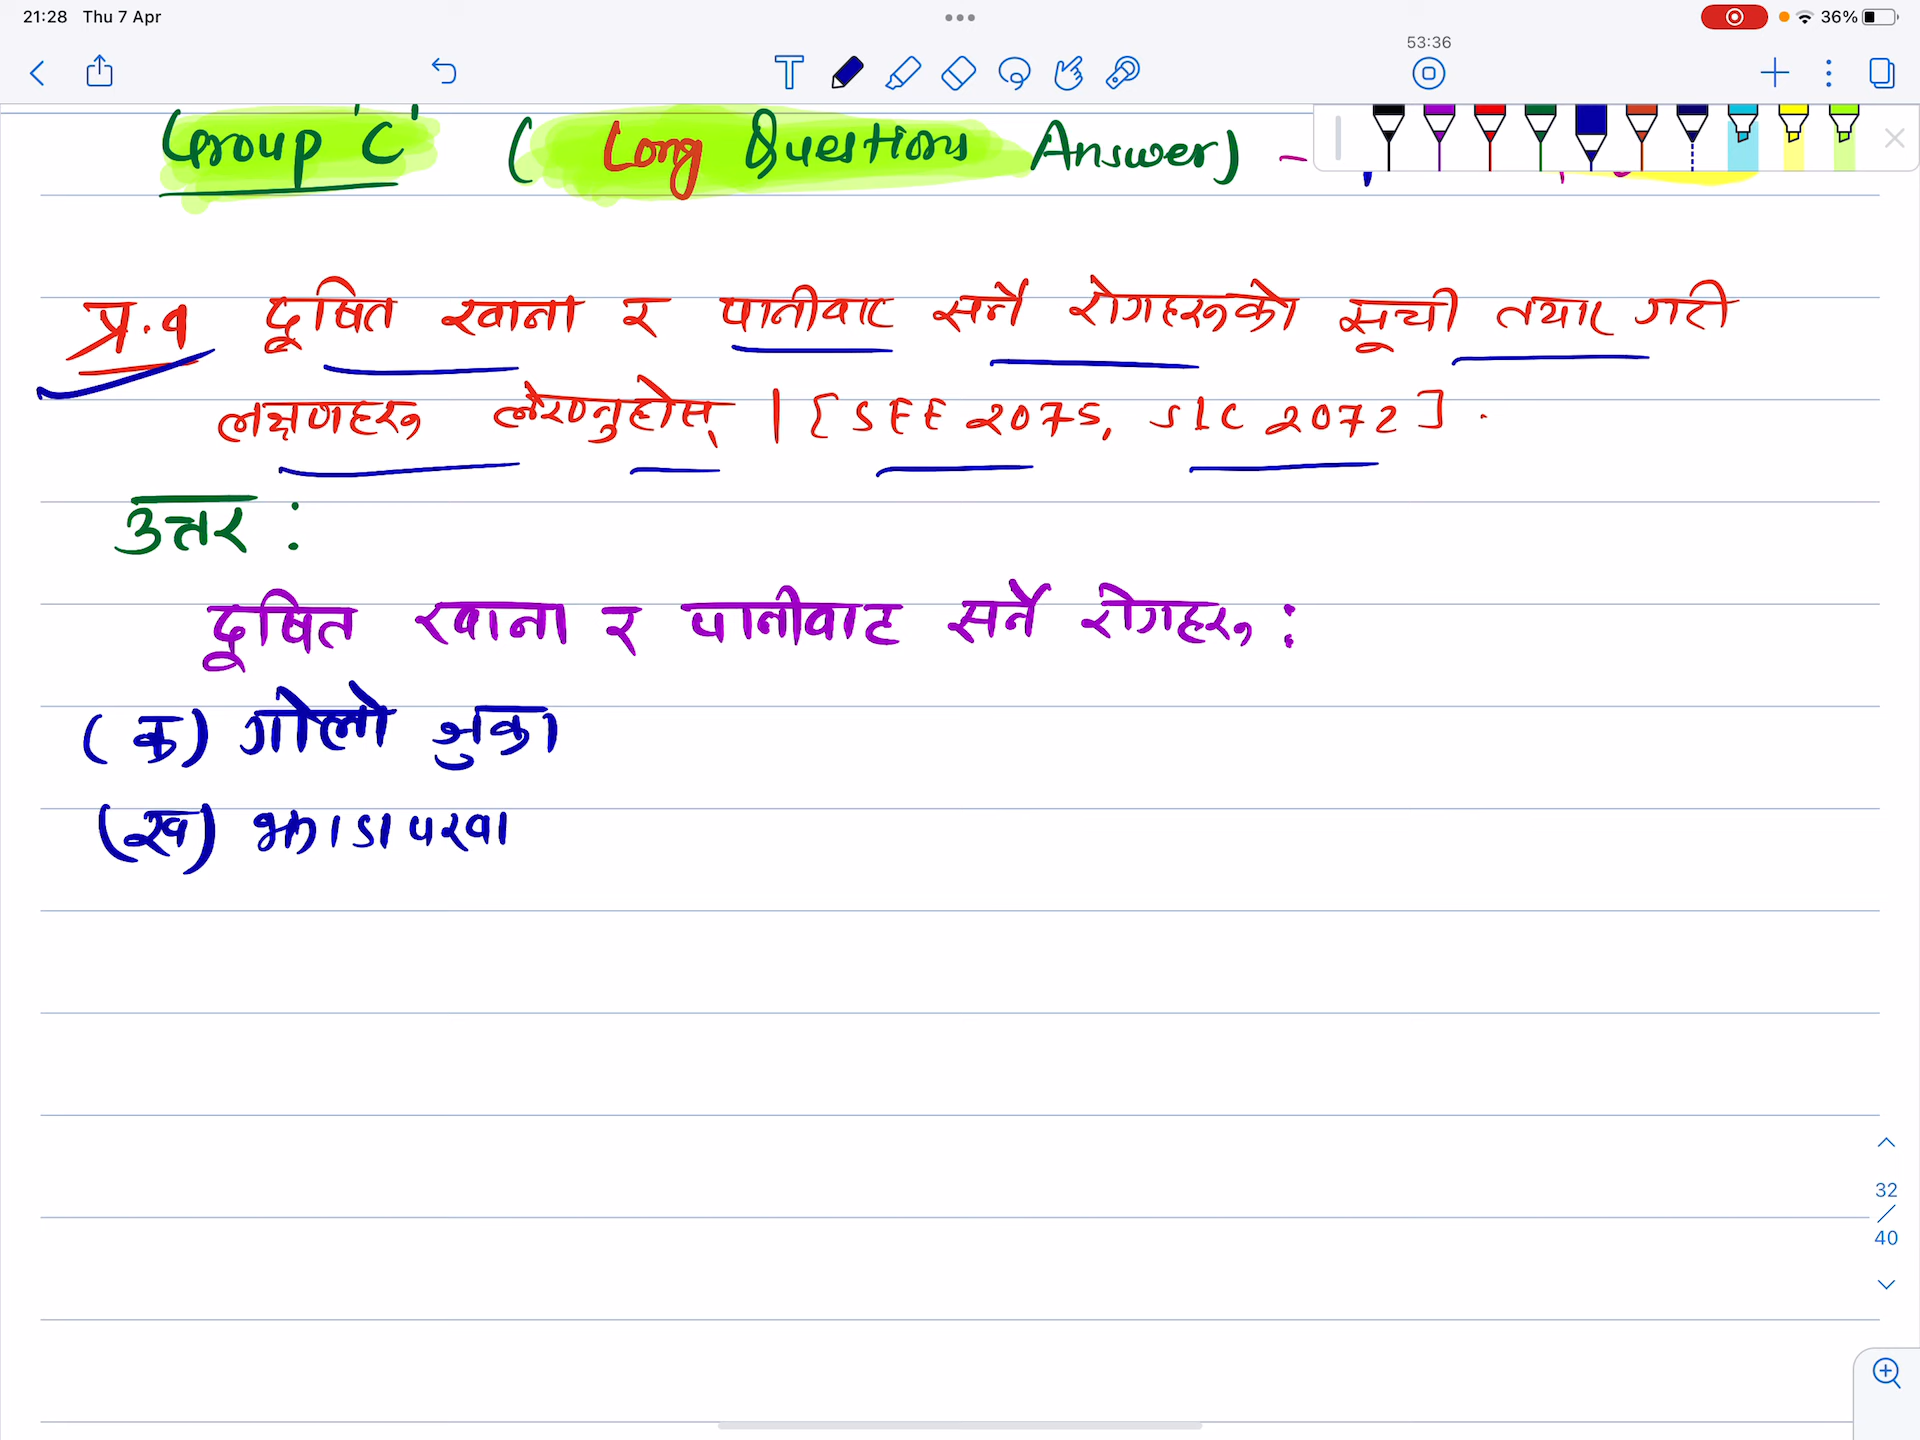 21:28 Thu 7 Apr
36%
53:36
Group 'C' ( Long Questions Answer) -
प्र.१ दूषित खाना र पानीवाट सर्ने रोगहरुको सूची तयार गरी
लक्षणहरु लेख्नुहोस् । [SEE 2075, SLC 2072].
उत्तर :
दूषित खाना र पानीवाट सर्ने रोगहरु :
(क) गोलो जुका
(ख) झाडापखा
32
/
40